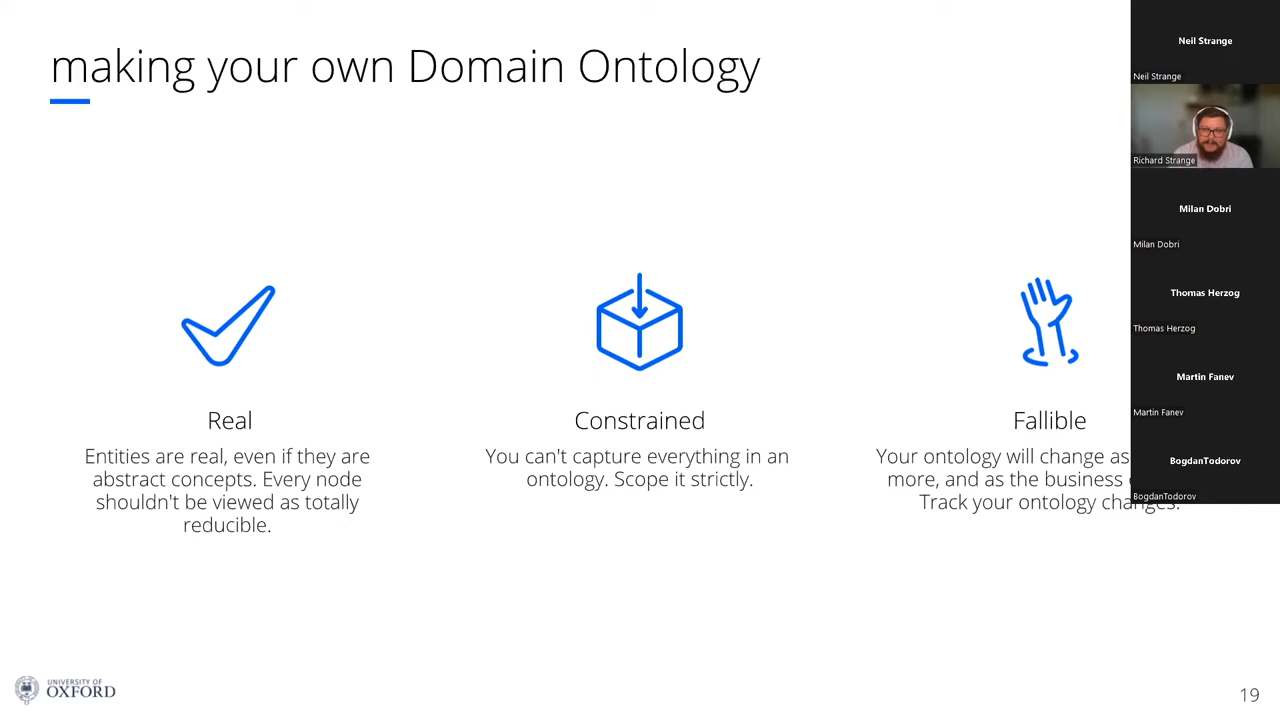 making your own Domain Ontology
Real
Entities are real, even if they are
abstract concepts. Every node
shouldn't be viewed as totally
reducible.
Constrained
You can't capture everything in an
ontology. Scope it strictly.
Fallible
Your ontology will change as
more, and as the business
Track your ontology changes.
UNIVERSITY OF
OXFORD
19
Neil Strange
Neil Strange
Richard Strange
Milan Dobri
Milan Dobri
Thomas Herzog
Thomas Herzog
Martin Fanev
Martin Fanev
BogdanTodorov
BogdanTodorov